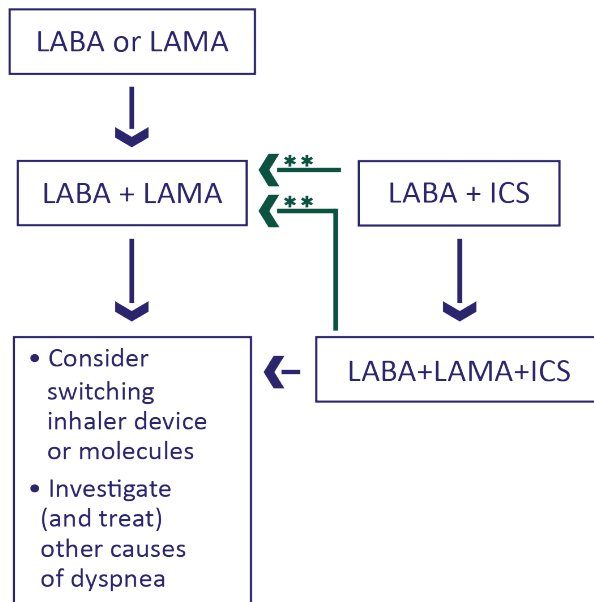 LABA or LAMA
**
LABA + LAMA
LABA + ICS
**
• Consider
switching
inhaler device
or molecules
LABA+LAMA+ICS
• Investigate
(and treat)
other causes
of dyspnea